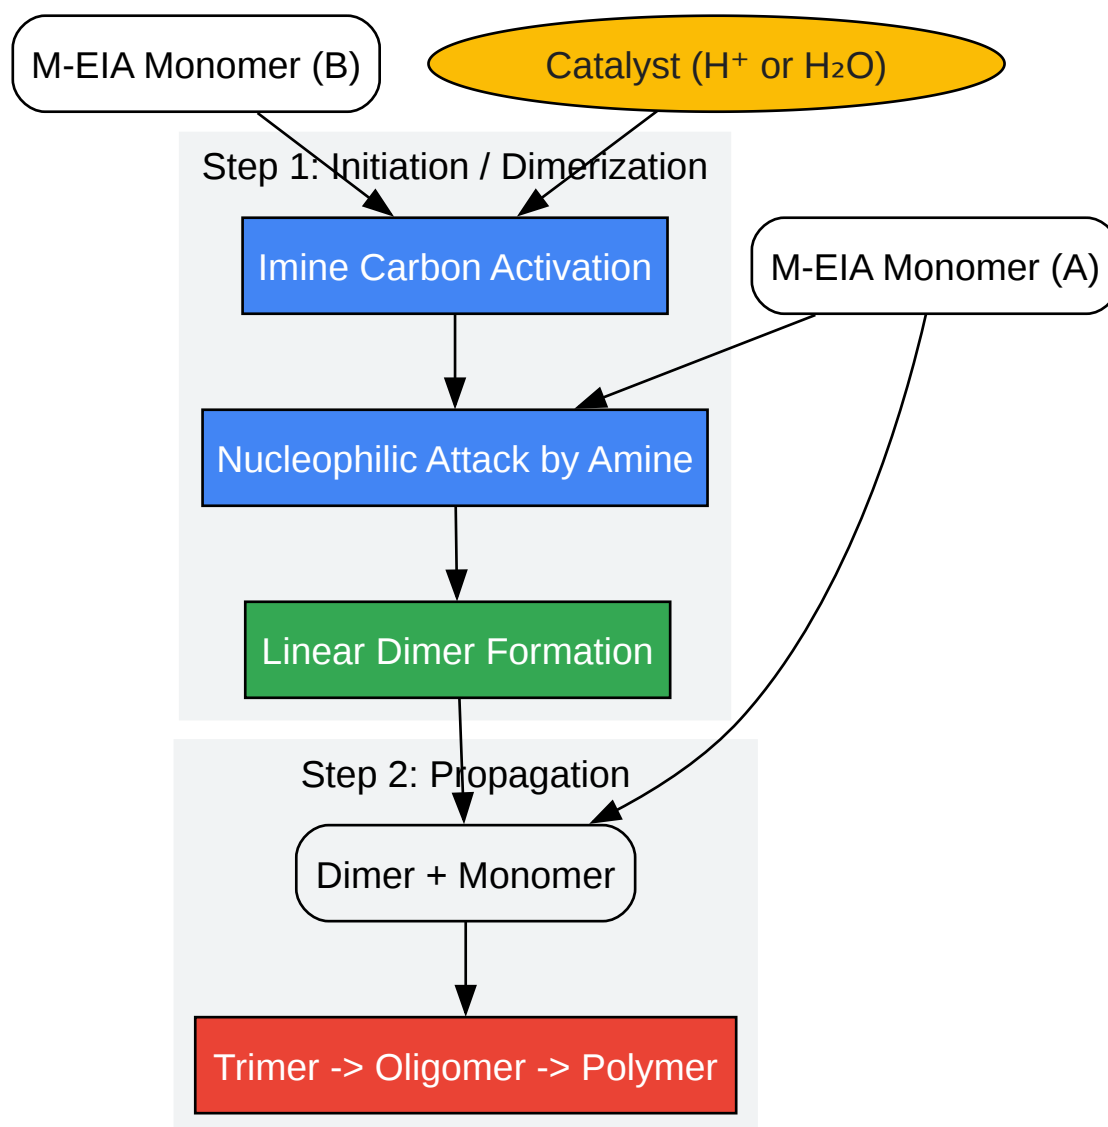 M-EIA Monomer (B)
Catalyst (H⁺ or H₂O)
Step 1: Initiation / Dimerization
Imine Carbon Activation
M-EIA Monomer (A)
Nucleophilic Attack by Amine
Linear Dimer Formation
Step 2: Propagation
Dimer + Monomer
Trimer -> Oligomer -> Polymer